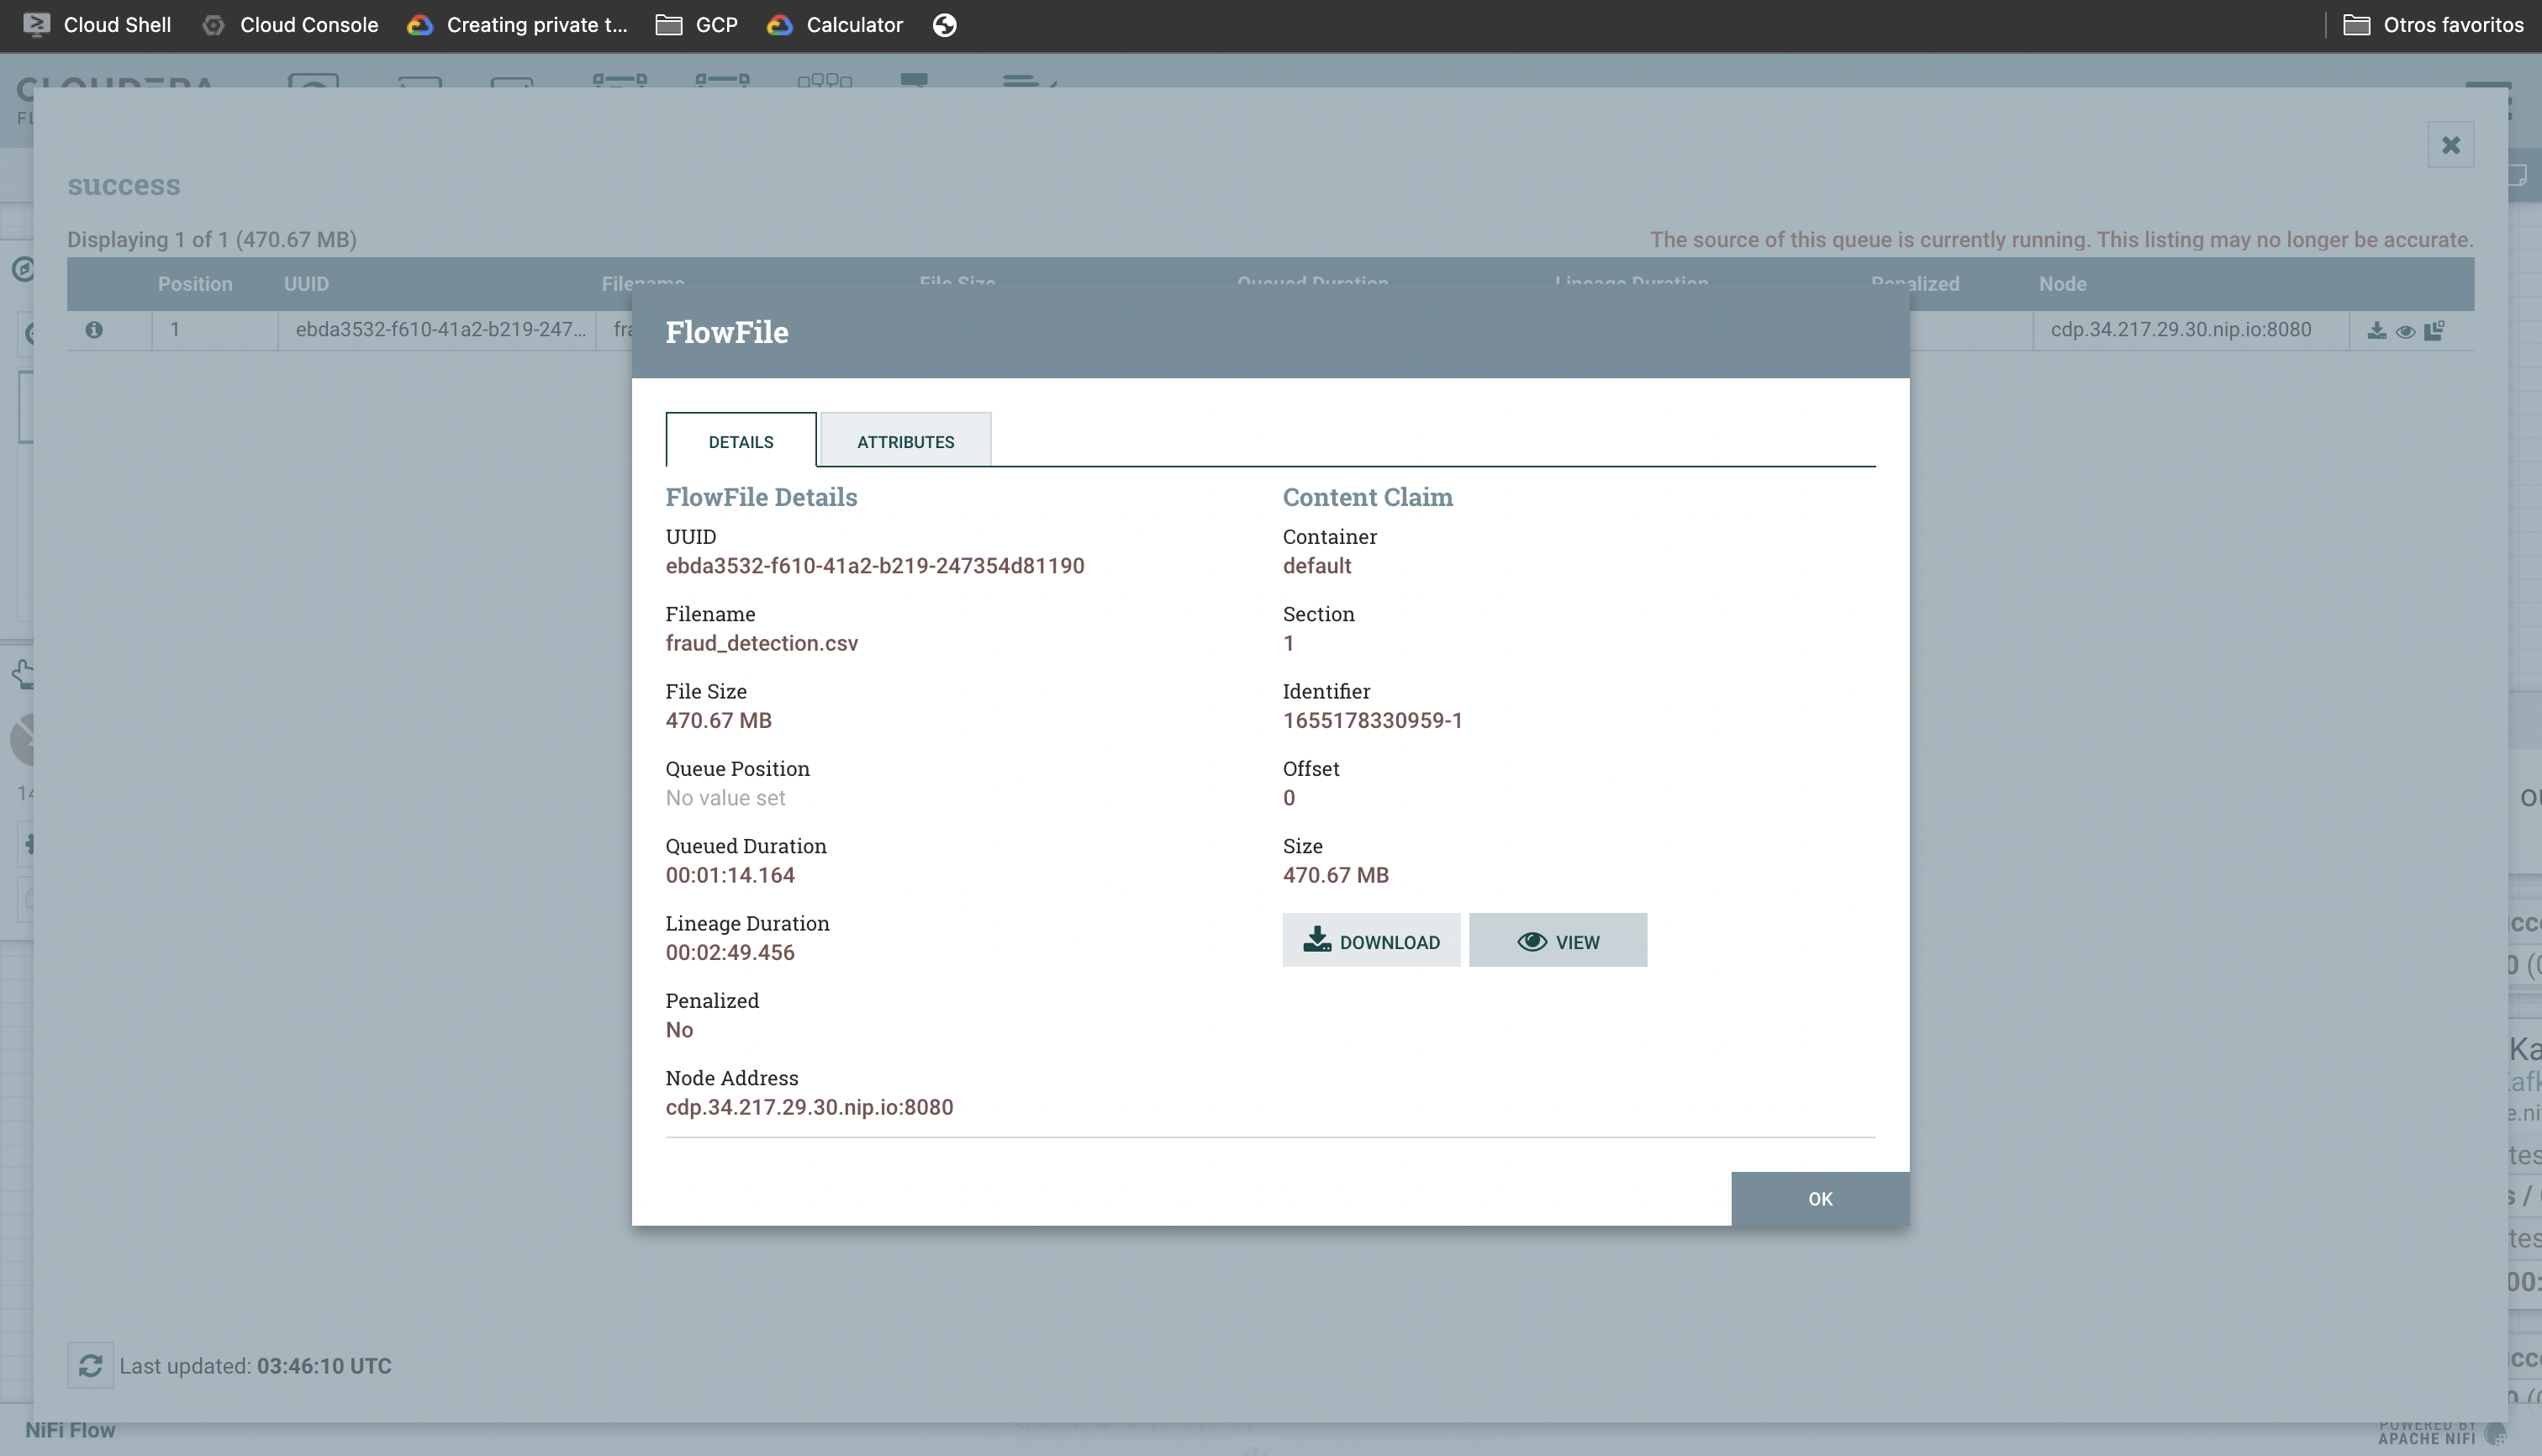 Cloud Shell
Cloud Console
Creating private t...
GCP
Calculator
Otros favoritos
CLOUDERA
success
Displaying 1 of 1 (470.67 MB)
The source of this queue is currently running. This listing may no longer be accurate.
Position UUID Filename File Size Queued Duration Lineage Duration Penalized Node
1 ebda3532-f610-41a2-b219-247... fra cdp.34.217.29.30.nip.io:8080
FlowFile
DETAILS
ATTRIBUTES
FlowFile Details
UUID
ebda3532-f610-41a2-b219-247354d81190
Filename
fraud_detection.csv
File Size
470.67 MB
Queue Position
No value set
Queued Duration
00:01:14.164
Lineage Duration
00:02:49.456
Penalized
No
Node Address
cdp.34.217.29.30.nip.io:8080
Content Claim
Container
default
Section
1
Identifier
1655178330959-1
Offset
0
Size
470.67 MB
DOWNLOAD
VIEW
OK
Last updated: 03:46:10 UTC
NiFi Flow
POWERED BY
APACHE NIFI